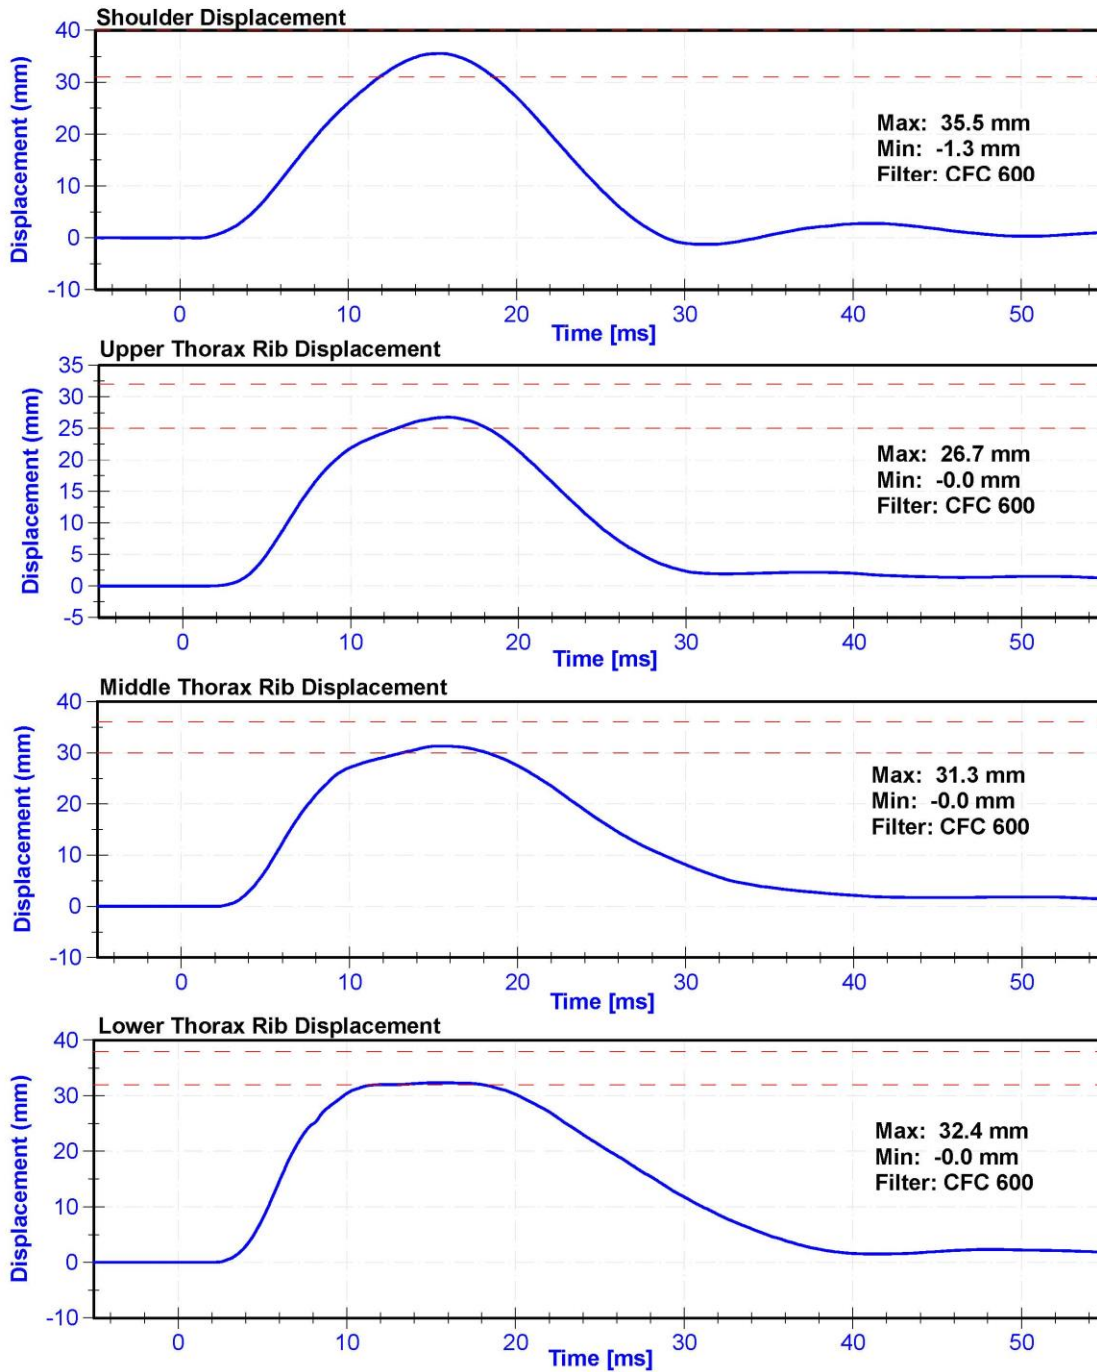 Shoulder Displacement
Displacement (mm)
40
30
20
10
0
-10
Max: 35.5 mm
Min: -1.3 mm
Filter: CFC 600
0 10 20 30 40 50
Time [ms]
Upper Thorax Rib Displacement
Displacement (mm)
35
30
25
20
15
10
5
0
-5
Max: 26.7 mm
Min: -0.0 mm
Filter: CFC 600
0 10 20 30 40 50
Time [ms]
Middle Thorax Rib Displacement
Displacement (mm)
40
30
20
10
0
-10
Max: 31.3 mm
Min: -0.0 mm
Filter: CFC 600
0 10 20 30 40 50
Time [ms]
Lower Thorax Rib Displacement
Displacement (mm)
40
30
20
10
0
-10
Max: 32.4 mm
Min: -0.0 mm
Filter: CFC 600
0 10 20 30 40 50
Time [ms]